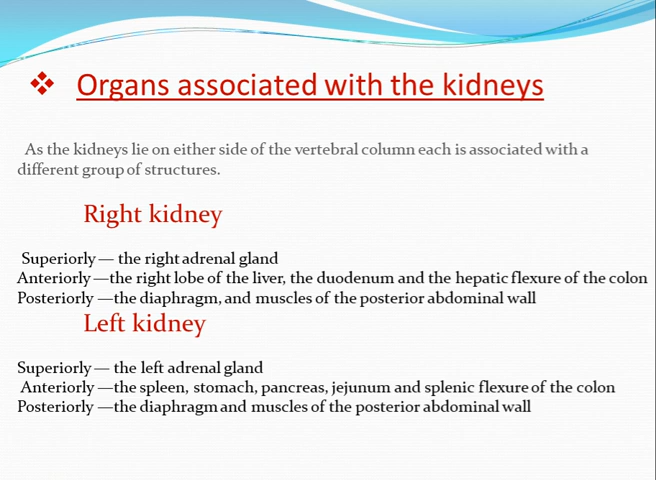 ❖ Organs associated with the kidneys
As the kidneys lie on either side of the vertebral column each is associated with a
different group of structures.
Right kidney
Superiorly — the right adrenal gland
Anteriorly —the right lobe of the liver, the duodenum and the hepatic flexure of the colon
Posteriorly —the diaphragm, and muscles of the posterior abdominal wall
Left kidney
Superiorly — the left adrenal gland
Anteriorly —the spleen, stomach, pancreas, jejunum and splenic flexure of the colon
Posteriorly —the diaphragm and muscles of the posterior abdominal wall